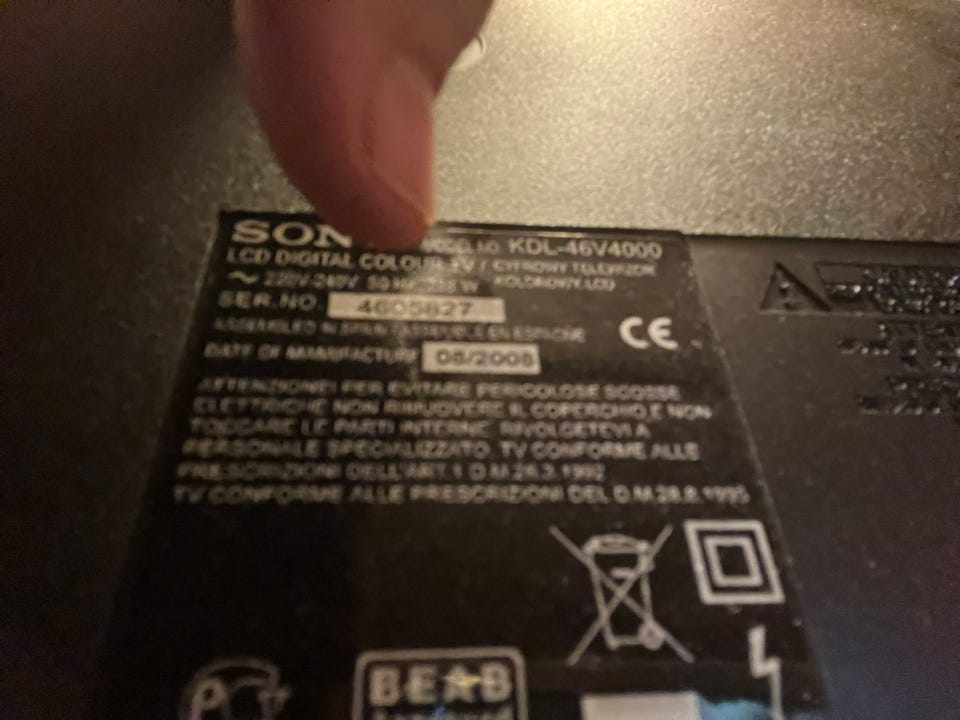 SON
MODEL NO. KDL-46V4000
LCD DIGITAL COLOUR TV / CYFROWY TELEWIZOR
~ 220V-240V 50 Hz W KOLOROWY LCD
SER.NO. 4605827
ASSEMBLED IN SPAIN / ASSEMBLÉ EN ESPAGNE
CE
DATE OF MANUFACTURE 08/2008
ATTENZIONE! PER EVITARE PERICOLOSE SCOSSE
ELETTRICHE NON RIMUOVERE IL COPERCHIO, E NON
TOCCARE LE PARTI INTERNE. RIVOLGETEVI A
PERSONALE SPECIALIZZATO. TV CONFORME ALLE
PRESCRIZIONI DELL'ART.1 D.M.26.3.1992
TV CONFORME ALLE PRESCRIZIONI DEL D.M.28.8.1995
BEAB